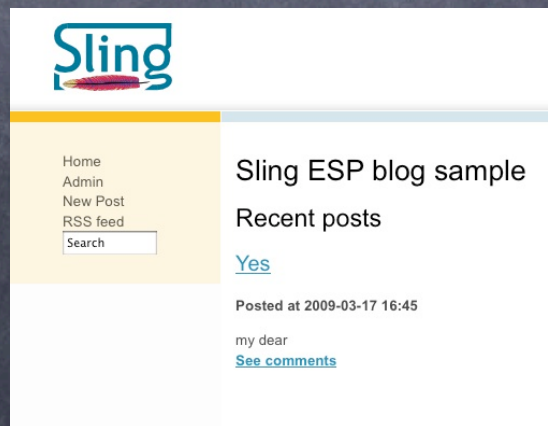 Sling
Home
Admin
New Post
RSS feed
Search
Sling ESP blog sample
Recent posts
Yes
Posted at 2009-03-17 16:45
my dear
See comments